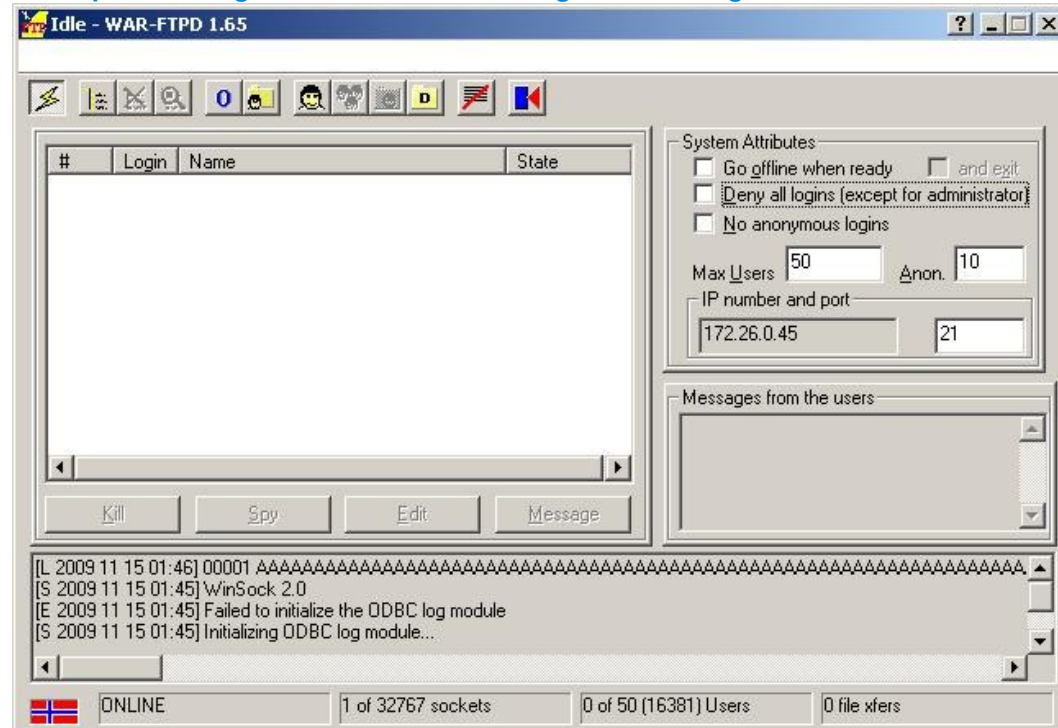 Idle - WAR-FTPD 1.65
# Login Name State
Kill Spy Edit Message
System Attributes
Go offline when ready and exit
Deny all logins (except for administrator)
No anonymous logins
Max Users 50 Anon. 10
IP number and port
172.26.0.45 21
Messages from the users
[L 2009 11 15 01:46] 00001
[S 2009 11 15 01:45] WinSock 2.0
[E 2009 11 15 01:45] Failed to initialize the ODBC log module
[S 2009 11 15 01:45] Initializing ODBC log module...
ONLINE 1 of 32767 sockets 0 of 50 (16381) Users 0 file xfers